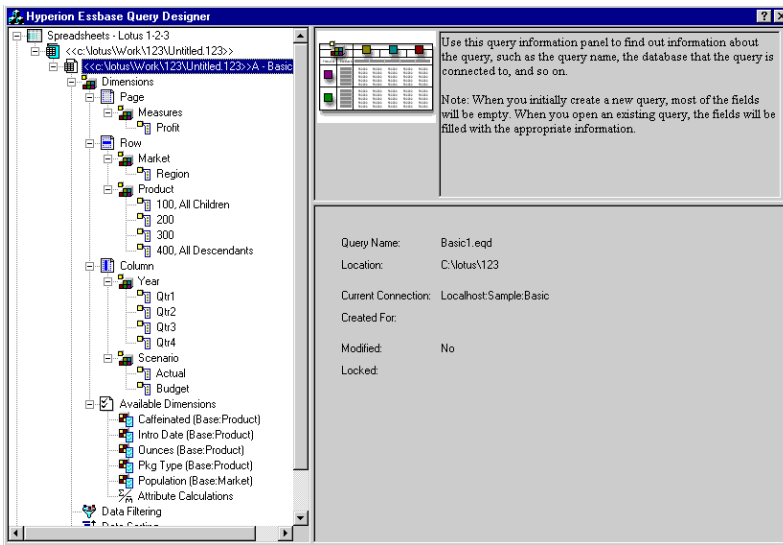 Hyperion Essbase Query Designer
Spreadsheets - Lotus 1-2-3
<<c:\lotus\Work\123\Untitled.123>>
<<c:\lotus\Work\123\Untitled.123>>A - Basic
Dimensions
Page
Measures
Profit
Row
Market
Region
Product
100, All Children
200
300
400, All Descendants
Column
Year
Qtr1
Qtr2
Qtr3
Qtr4
Scenario
Actual
Budget
Available Dimensions
Caffeinated (Base:Product)
Intro Date (Base:Product)
Ounces (Base:Product)
Pkg Type (Base:Product)
Population (Base:Market)
Attribute Calculations
Data Filtering
Data Sorting
Use this query information panel to find out information about
the query, such as the query name, the database that the query is
connected to, and so on.
Note: When you initially create a new query, most of the fields
will be empty. When you open an existing query, the fields will be
filled with the appropriate information.
Query Name: Basic1.eqd
Location: C:\lotus\123
Current Connection: Localhost:Sample:Basic
Created For:
Modified: No
Locked: